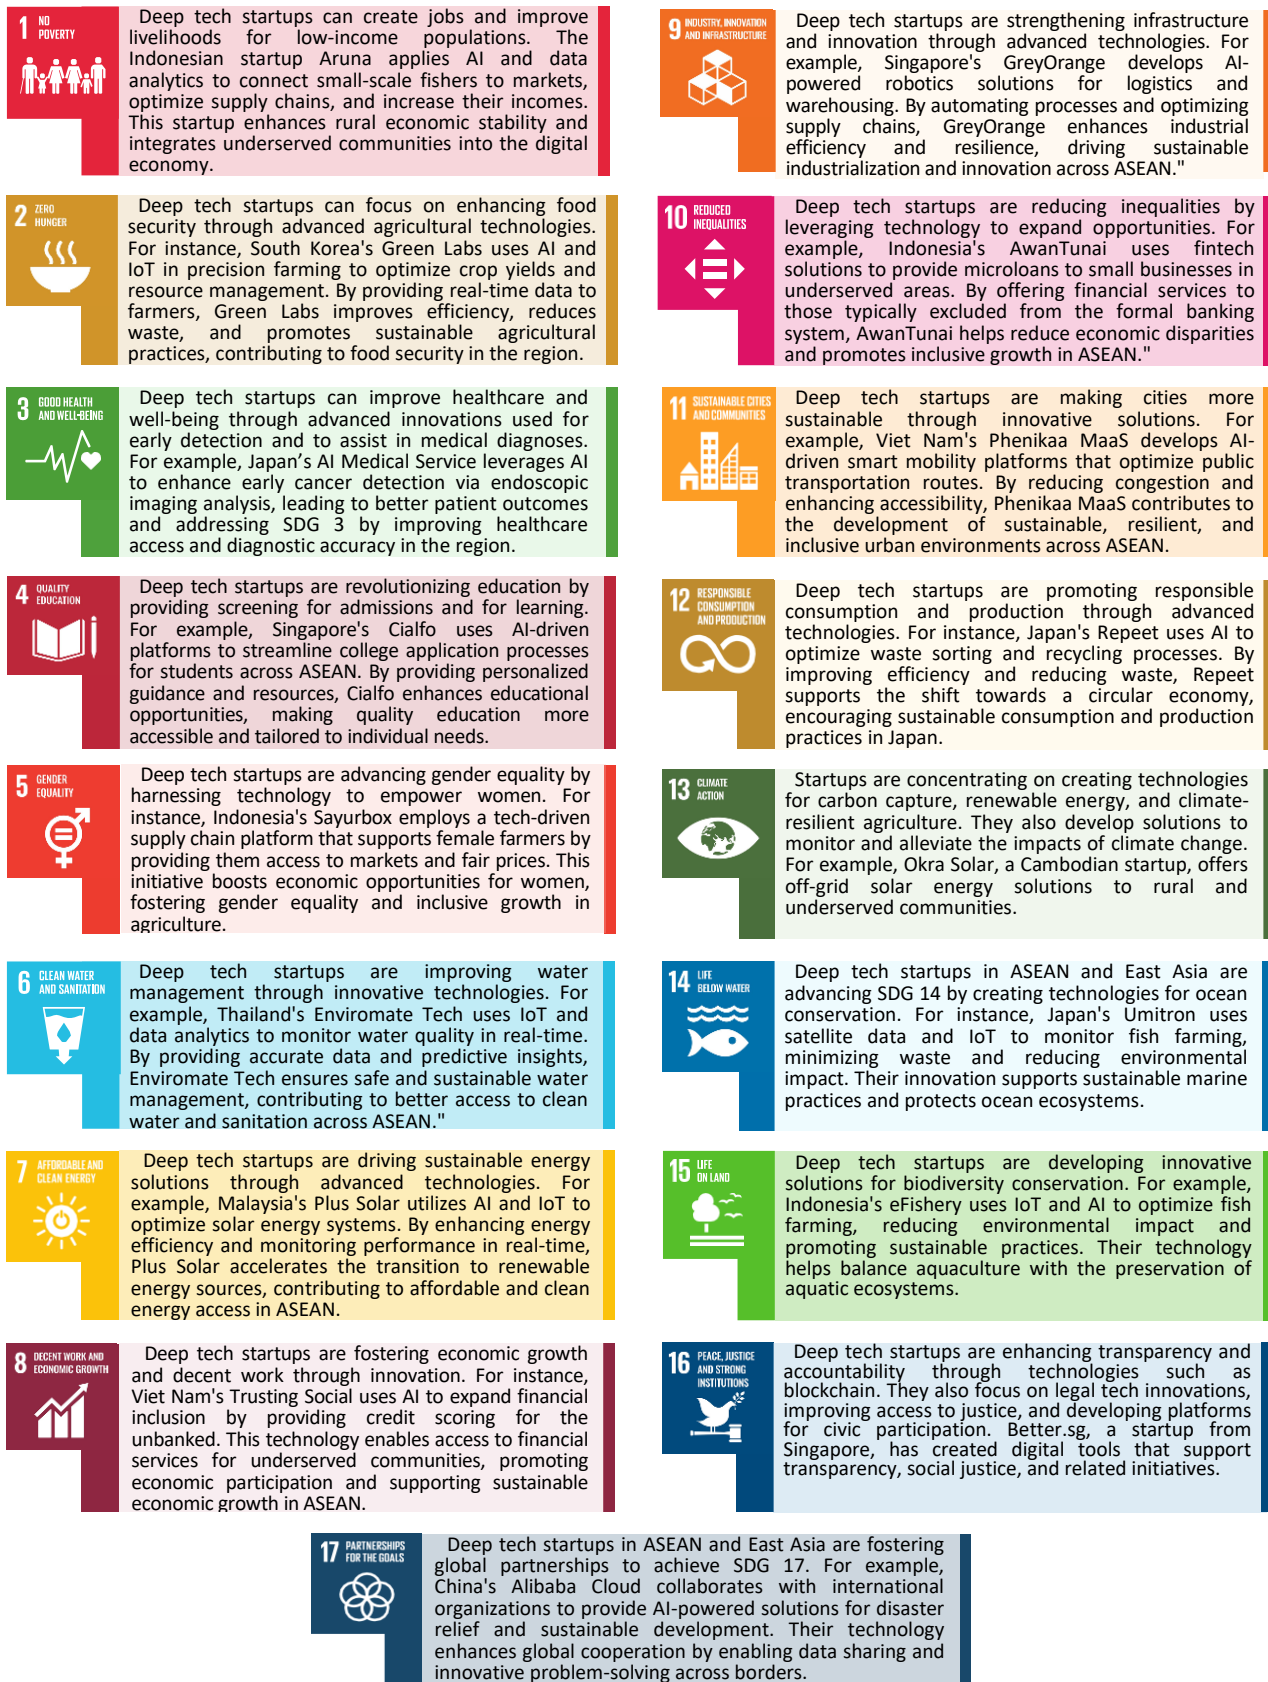 1 NO
POVERTY
Deep tech startups can create jobs and improve
livelihoods for low-income populations. The
Indonesian startup Aruna applies AI and data
analytics to connect small-scale fishers to markets,
optimize supply chains, and increase their incomes.
This startup enhances rural economic stability and
integrates underserved communities into the digital
economy.
2 ZERO
HUNGER
Deep tech startups can focus on enhancing food
security through advanced agricultural technologies.
For instance, South Korea's Green Labs uses AI and
IoT in precision farming to optimize crop yields and
resource management. By providing real-time data to
farmers, Green Labs improves efficiency, reduces
waste, and promotes sustainable agricultural
practices, contributing to food security in the region.
3 GOOD HEALTH
AND WELL-BEING
Deep tech startups can improve healthcare and
well-being through advanced innovations used for
early detection and to assist in medical diagnoses.
For example, Japan’s AI Medical Service leverages AI
to enhance early cancer detection via endoscopic
imaging analysis, leading to better patient outcomes
and addressing SDG 3 by improving healthcare
access and diagnostic accuracy in the region.
4 QUALITY
EDUCATION
Deep tech startups are revolutionizing education by
providing screening for admissions and for learning.
For example, Singapore's Cialfo uses AI-driven
platforms to streamline college application processes
for students across ASEAN. By providing personalized
guidance and resources, Cialfo enhances educational
opportunities, making quality education more
accessible and tailored to individual needs.
5 GENDER
EQUALITY
Deep tech startups are advancing gender equality by
harnessing technology to empower women. For
instance, Indonesia's Sayurbox employs a tech-driven
supply chain platform that supports female farmers by
providing them access to markets and fair prices. This
initiative boosts economic opportunities for women,
fostering gender equality and inclusive growth in
agriculture.
6 CLEAN WATER
AND SANITATION
Deep tech startups are improving water
management through innovative technologies. For
example, Thailand's Enviromate Tech uses IoT and
data analytics to monitor water quality in real-time.
By providing accurate data and predictive insights,
Enviromate Tech ensures safe and sustainable water
management, contributing to better access to clean
water and sanitation across ASEAN."
7 AFFORDABLE AND
CLEAN ENERGY
Deep tech startups are driving sustainable energy
solutions through advanced technologies. For
example, Malaysia's Plus Solar utilizes AI and IoT to
optimize solar energy systems. By enhancing energy
efficiency and monitoring performance in real-time,
Plus Solar accelerates the transition to renewable
energy sources, contributing to affordable and clean
energy access in ASEAN.
8 DECENT WORK AND
ECONOMIC GROWTH
Deep tech startups are fostering economic growth
and decent work through innovation. For instance,
Viet Nam's Trusting Social uses AI to expand financial
inclusion by providing credit scoring for the
unbanked. This technology enables access to financial
services for underserved communities, promoting
economic participation and supporting sustainable
economic growth in ASEAN.
9 INDUSTRY, INNOVATION
AND INFRASTRUCTURE
Deep tech startups are strengthening infrastructure
and innovation through advanced technologies. For
example, Singapore's GreyOrange develops AI-
powered robotics solutions for logistics and
warehousing. By automating processes and optimizing
supply chains, GreyOrange enhances industrial
efficiency and resilience, driving sustainable
industrialization and innovation across ASEAN."
10 REDUCED
INEQUALITIES
Deep tech startups are reducing inequalities by
leveraging technology to expand opportunities. For
example, Indonesia's AwanTunai uses fintech
solutions to provide microloans to small businesses in
underserved areas. By offering financial services to
those typically excluded from the formal banking
system, AwanTunai helps reduce economic disparities
and promotes inclusive growth in ASEAN."
11 SUSTAINABLE CITIES
AND COMMUNITIES
Deep tech startups are making cities more
sustainable through innovative solutions. For
example, Viet Nam's Phenikaa MaaS develops AI-
driven smart mobility platforms that optimize public
transportation routes. By reducing congestion and
enhancing accessibility, Phenikaa MaaS contributes to
the development of sustainable, resilient, and
inclusive urban environments across ASEAN.
12 RESPONSIBLE
CONSUMPTION
AND PRODUCTION
Deep tech startups are promoting responsible
consumption and production through advanced
technologies. For instance, Japan's Repeet uses AI to
optimize waste sorting and recycling processes. By
improving efficiency and reducing waste, Repeet
supports the shift towards a circular economy,
encouraging sustainable consumption and production
practices in Japan.
13 CLIMATE
ACTION
Startups are concentrating on creating technologies
for carbon capture, renewable energy, and climate-
resilient agriculture. They also develop solutions to
monitor and alleviate the impacts of climate change.
For example, Okra Solar, a Cambodian startup, offers
off-grid solar energy solutions to rural and
underserved communities.
14 LIFE
BELOW WATER
Deep tech startups in ASEAN and East Asia are
advancing SDG 14 by creating technologies for ocean
conservation. For instance, Japan's Umitron uses
satellite data and IoT to monitor fish farming,
minimizing waste and reducing environmental
impact. Their innovation supports sustainable marine
practices and protects ocean ecosystems.
15 LIFE
ON LAND
Deep tech startups are developing innovative
solutions for biodiversity conservation. For example,
Indonesia's eFishery uses IoT and AI to optimize fish
farming, reducing environmental impact and
promoting sustainable practices. Their technology
helps balance aquaculture with the preservation of
aquatic ecosystems.
16 PEACE, JUSTICE
AND STRONG
INSTITUTIONS
Deep tech startups are enhancing transparency and
accountability through technologies such as
blockchain. They also focus on legal tech innovations,
improving access to justice, and developing platforms
for civic participation. Better.sg, a startup from
Singapore, has created digital tools that support
transparency, social justice, and related initiatives.
17 PARTNERSHIPS
FOR THE GOALS
Deep tech startups in ASEAN and East Asia are fostering
global partnerships to achieve SDG 17. For example,
China's Alibaba Cloud collaborates with international
organizations to provide AI-powered solutions for disaster
relief and sustainable development. Their technology
enhances global cooperation by enabling data sharing and
innovative problem-solving across borders.